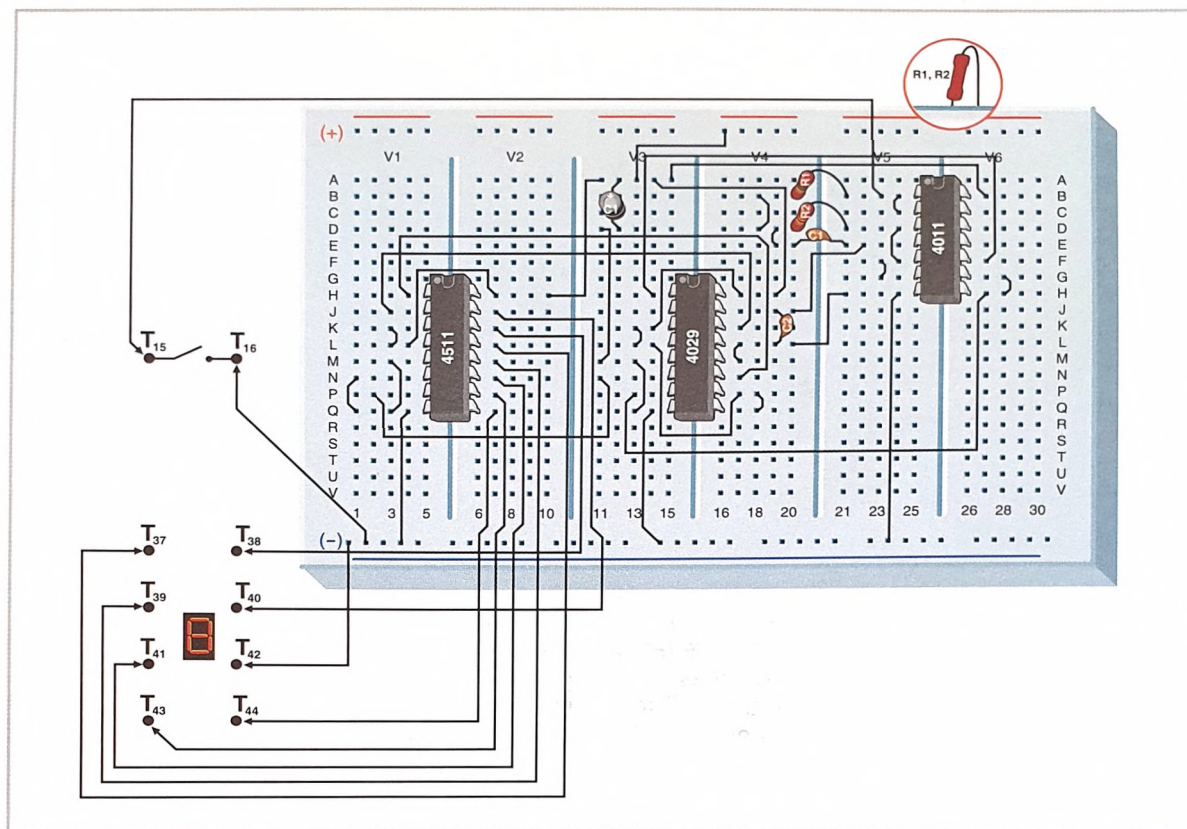 R1, R2
(+)
V1 V2 V3 V4 V5 V6
A A
B B
C C
D D
E E
F F
G G
H H
J J
K K
L L
M M
N N
P P
Q Q
R R
S S
T T
U U
V V
R1
R2
4011
4511
4029
T15 T16
1 3 5 6 8 10 11 13 15 16 18 20 21 23 25 26 28 30
(-)
T37 T38
T39 T40
T41 T42
T43 T44